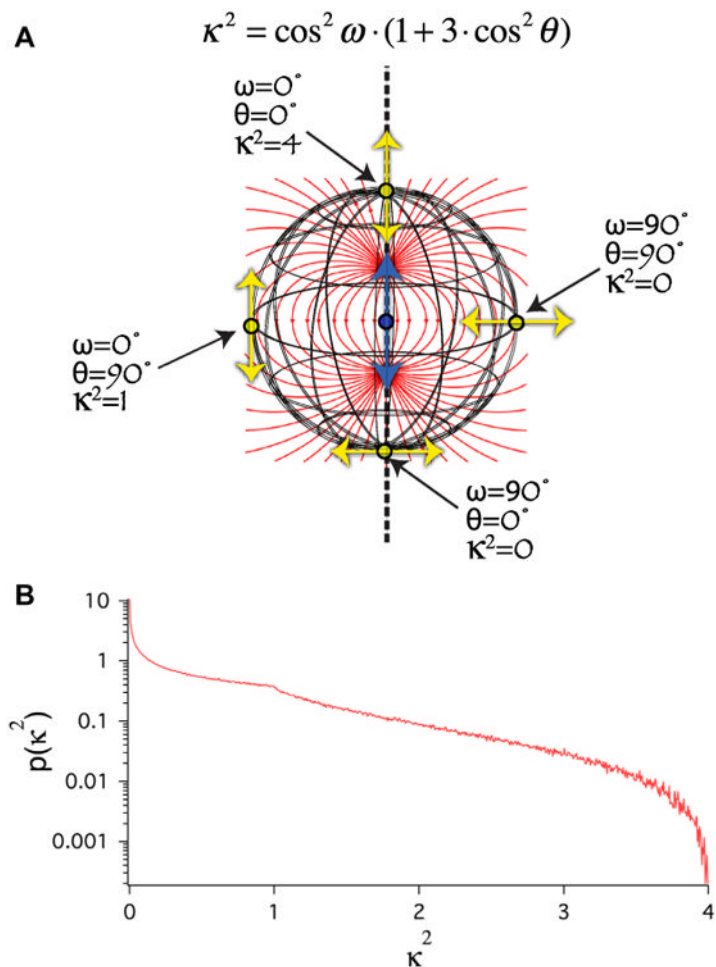 κ² = cos² ω · (1 + 3 · cos² θ)
A
ω=0°
θ=0°
κ²=4
ω=90°
θ=90°
κ²=0
ω=0°
θ=90°
κ²=1
ω=90°
θ=0°
κ²=0
B
10
1
0.1
0.01
0.001
p(κ²)
0 1 2 3 4
κ²